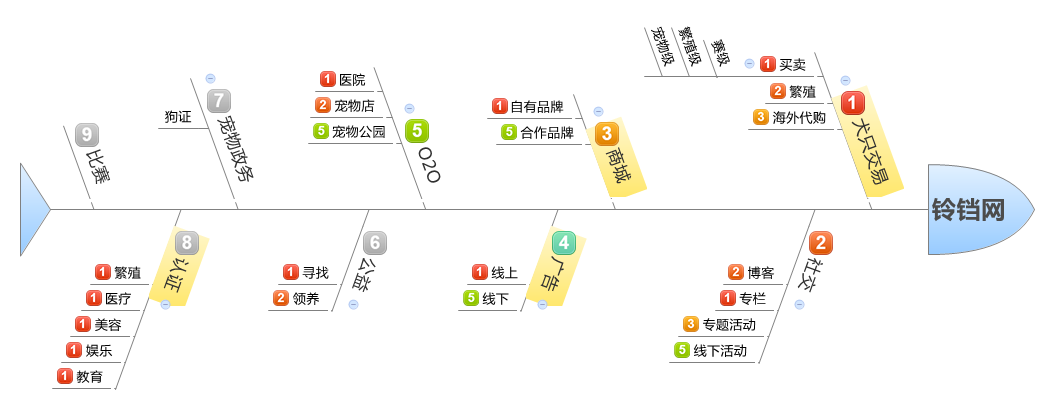 铃铛网
1 犬只交易
1 买卖
宠物级
繁殖级
赛级
2 繁殖
3 海外代购
2 社交
2 博客
1 专栏
3 专题活动
5 线下活动
3 商城
1 自有品牌
5 合作品牌
4 广告
1 线上
5 线下
5 O2O
1 医院
2 宠物店
5 宠物公园
6 公益
1 寻找
2 领养
7 宠物政务
狗证
8 认证
1 繁殖
1 医疗
1 美容
1 娱乐
1 教育
9 比赛